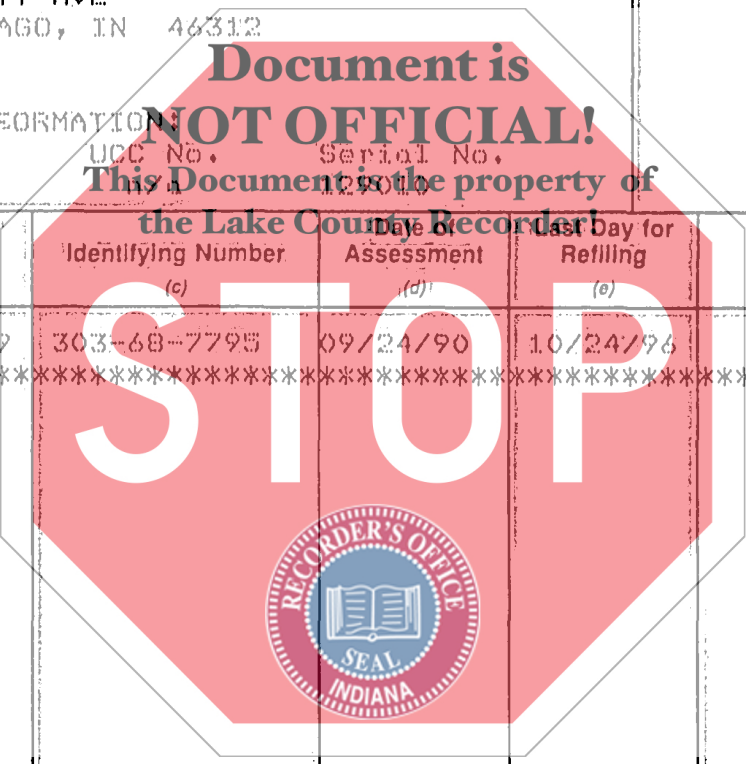 AVE
AGO, IN 46312
Document is
NOT OFFICIAL!
UCC No. Serial No.
This Document is the property of
the Lake County Recorder!
Identifying Number
(c)
Date of
Assessment
(d)
Last Day for
Refiling
(e)
9 303-68-7795 09/24/90 10/24/96
STOP
RECORDER'S OFFICE
SEAL
INDIANA